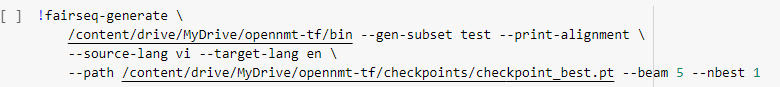 [ ] !fairseq-generate \
/content/drive/MyDrive/opennmt-tf/bin --gen-subset test --print-alignment \
--source-lang vi --target-lang en \
--path /content/drive/MyDrive/opennmt-tf/checkpoints/checkpoint_best.pt --beam 5 --nbest 1